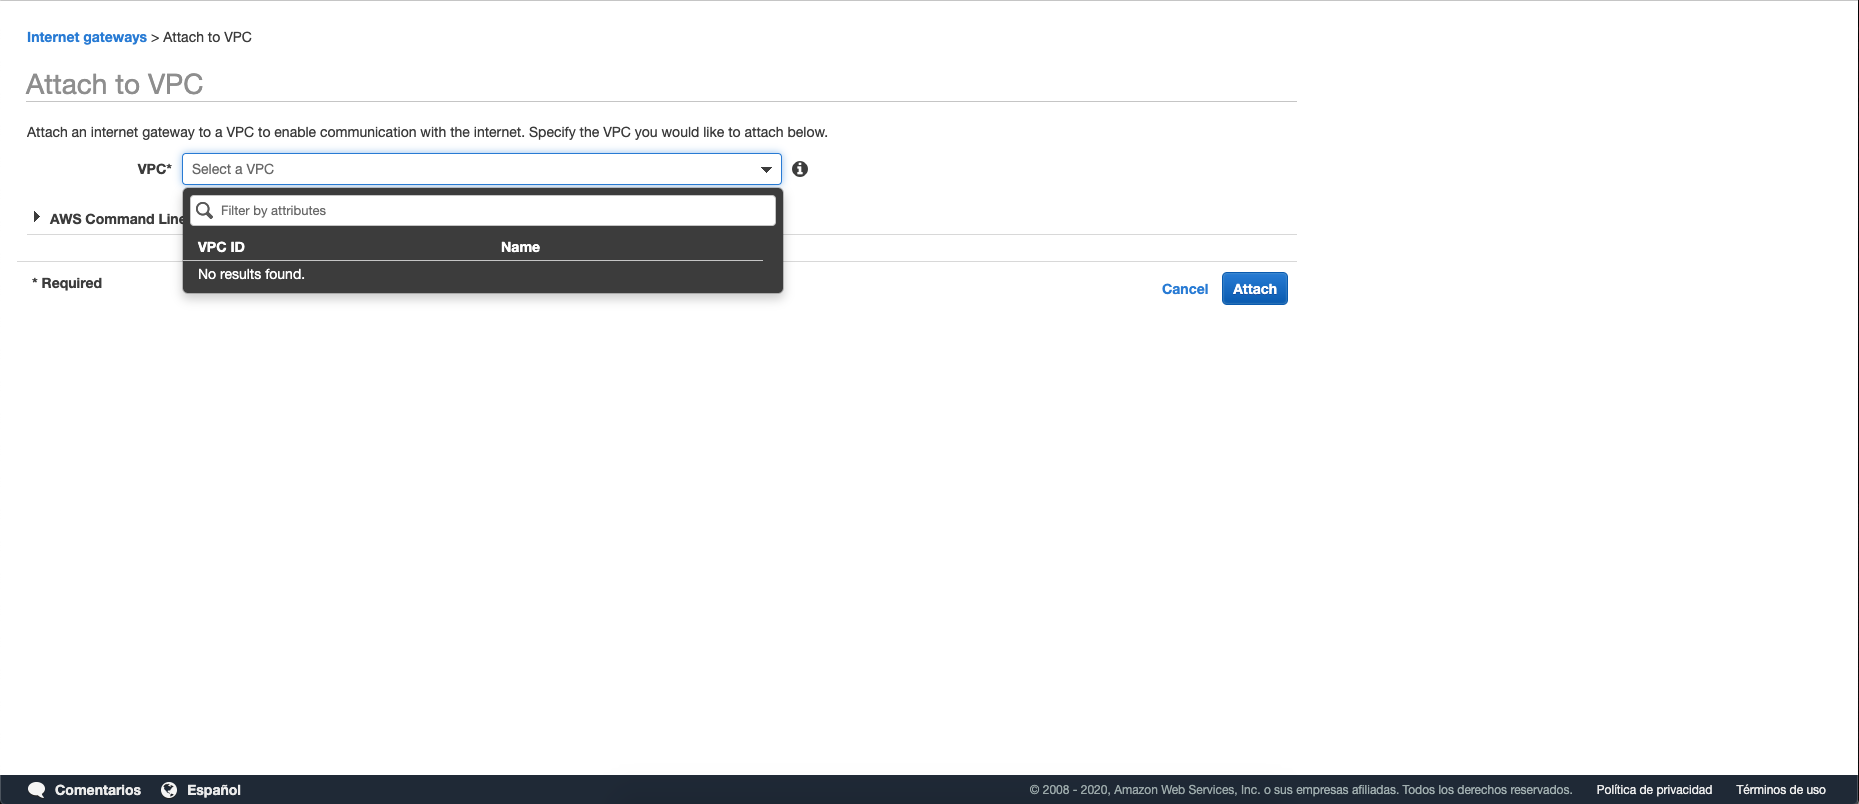 Internet gateways > Attach to VPC
Attach to VPC
Attach an internet gateway to a VPC to enable communication with the internet. Specify the VPC you would like to attach below.
VPC* Select a VPC
Filter by attributes
AWS Command Line
VPC ID Name
No results found.
* Required
Cancel Attach
Comentarios Español © 2008 - 2020, Amazon Web Services, Inc. o sus empresas afiliadas. Todos los derechos reservados. Política de privacidad Términos de uso